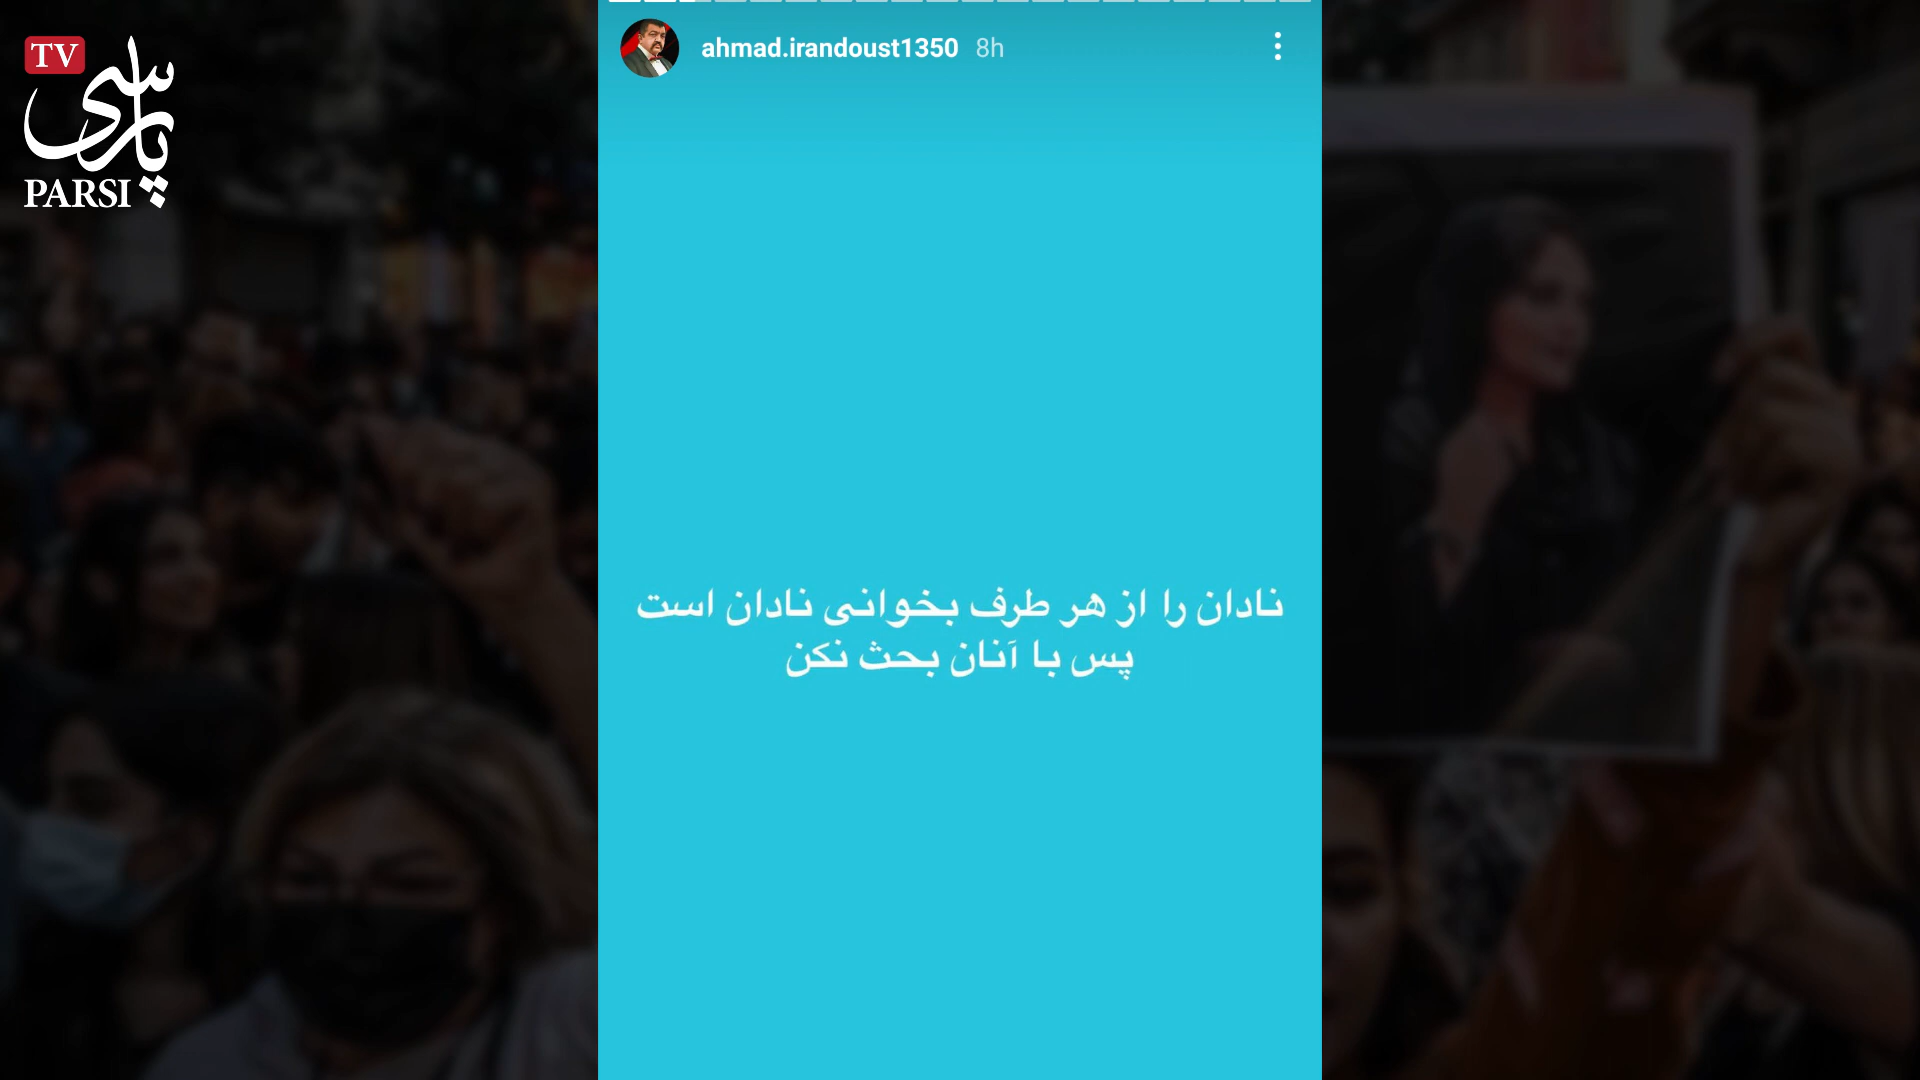 TV
پارسی
PARSI
ahmad.irandoust1350 8h
نادان را از هر طرف بخوانی نادان است
پس با آنان بحث نکن